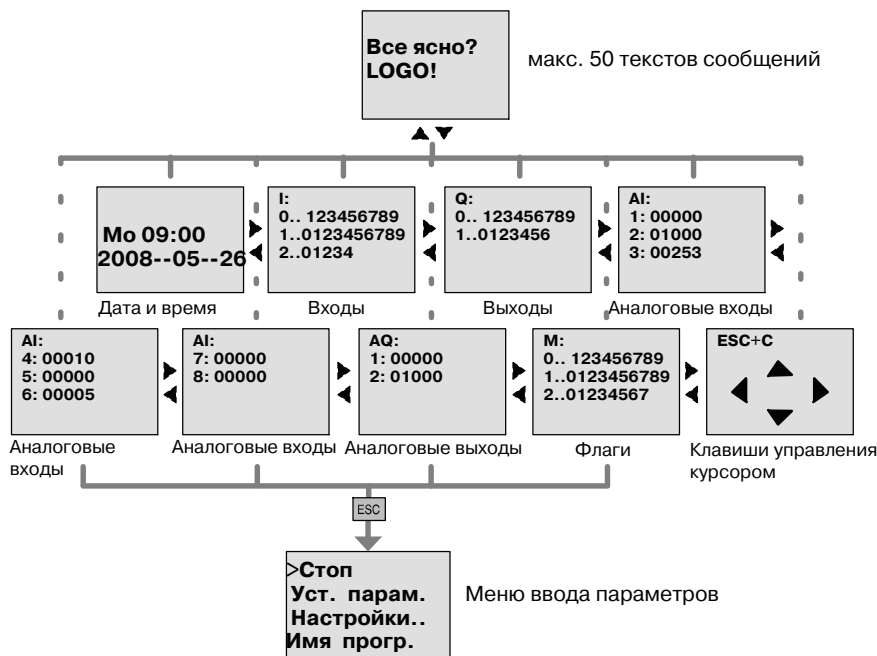 Все ясно?
LOGO!
макс. 50 текстов сообщений
Мо 09:00
2008--05--26
Дата и время
I:
0.. 123456789
1..0123456789
2..01234
Входы
Q:
0.. 123456789
1..0123456
Выходы
AI:
1: 00000
2: 01000
3: 00253
Аналоговые входы
AI:
4: 00010
5: 00000
6: 00005
Аналоговые
входы
AI:
7: 00000
8: 00000
Аналоговые входы
AQ:
1: 00000
2: 01000
Аналоговые выходы
M:
0.. 123456789
1..0123456789
2..01234567
Флаги
ESC+C
Клавиши управления
курсором
ESC
>Стоп
Уст. парам.
Настройки..
Имя прогр.
Меню ввода параметров